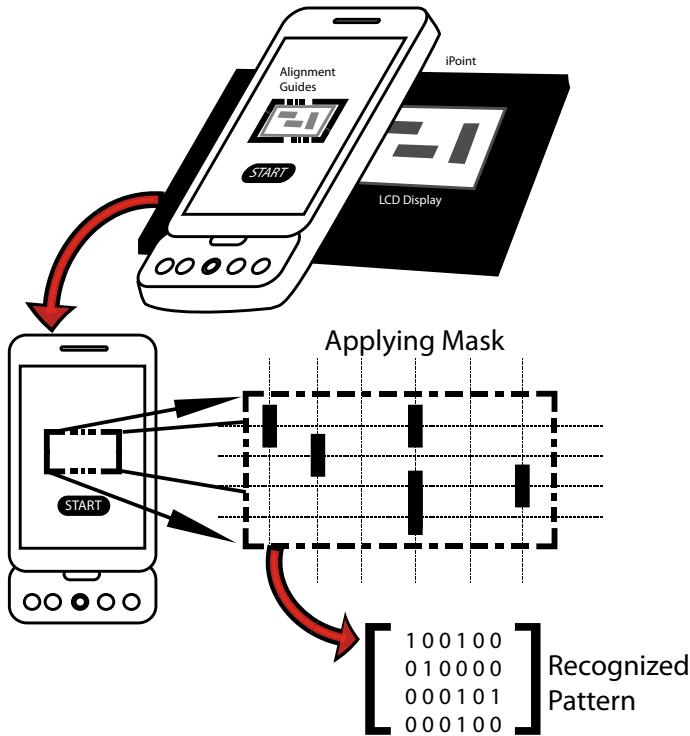 iPoint
Alignment
Guides
START
LCD Display
Applying Mask
START
1 0 0 1 0 0
0 1 0 0 0 0
0 0 0 1 0 1
0 0 0 1 0 0
Recognized
Pattern